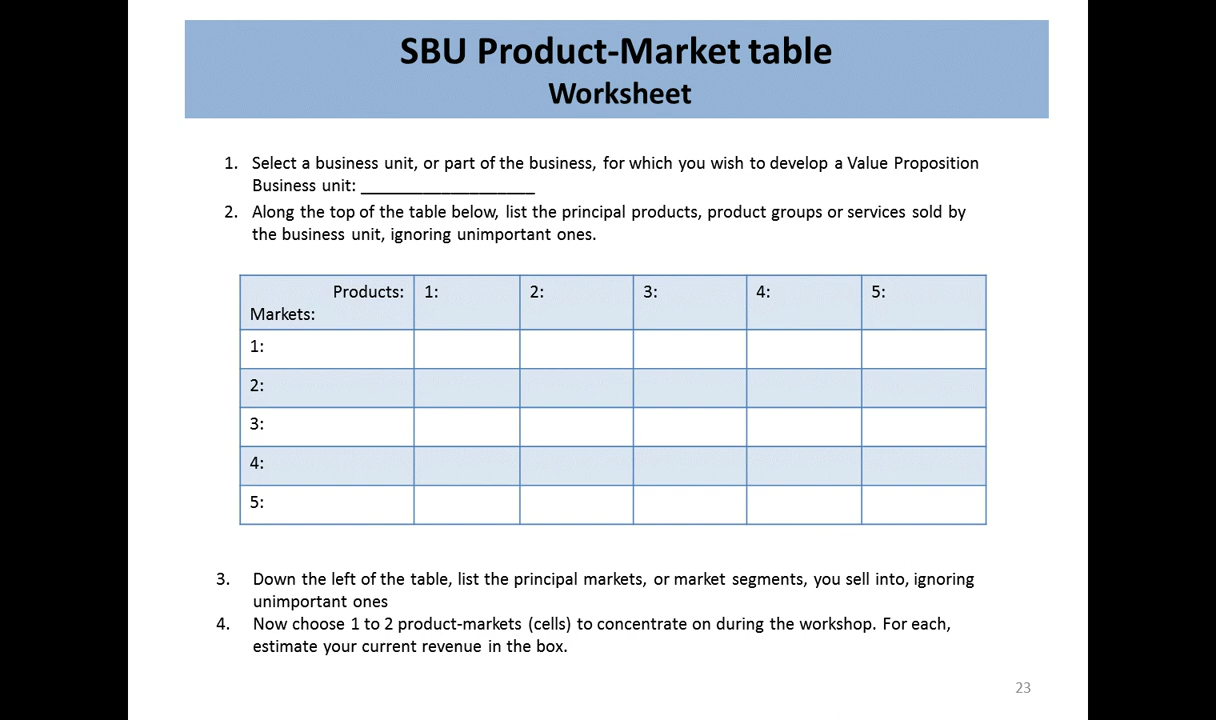 SBU Product-Market table
Worksheet
1. Select a business unit, or part of the business, for which you wish to develop a Value Proposition
Business unit: ___________________
2. Along the top of the table below, list the principal products, product groups or services sold by
the business unit, ignoring unimportant ones.
Products: 1: 2: 3: 4: 5:
Markets:
1:
2:
3:
4:
5:
3. Down the left of the table, list the principal markets, or market segments, you sell into, ignoring
unimportant ones
4. Now choose 1 to 2 product-markets (cells) to concentrate on during the workshop. For each,
estimate your current revenue in the box.
23